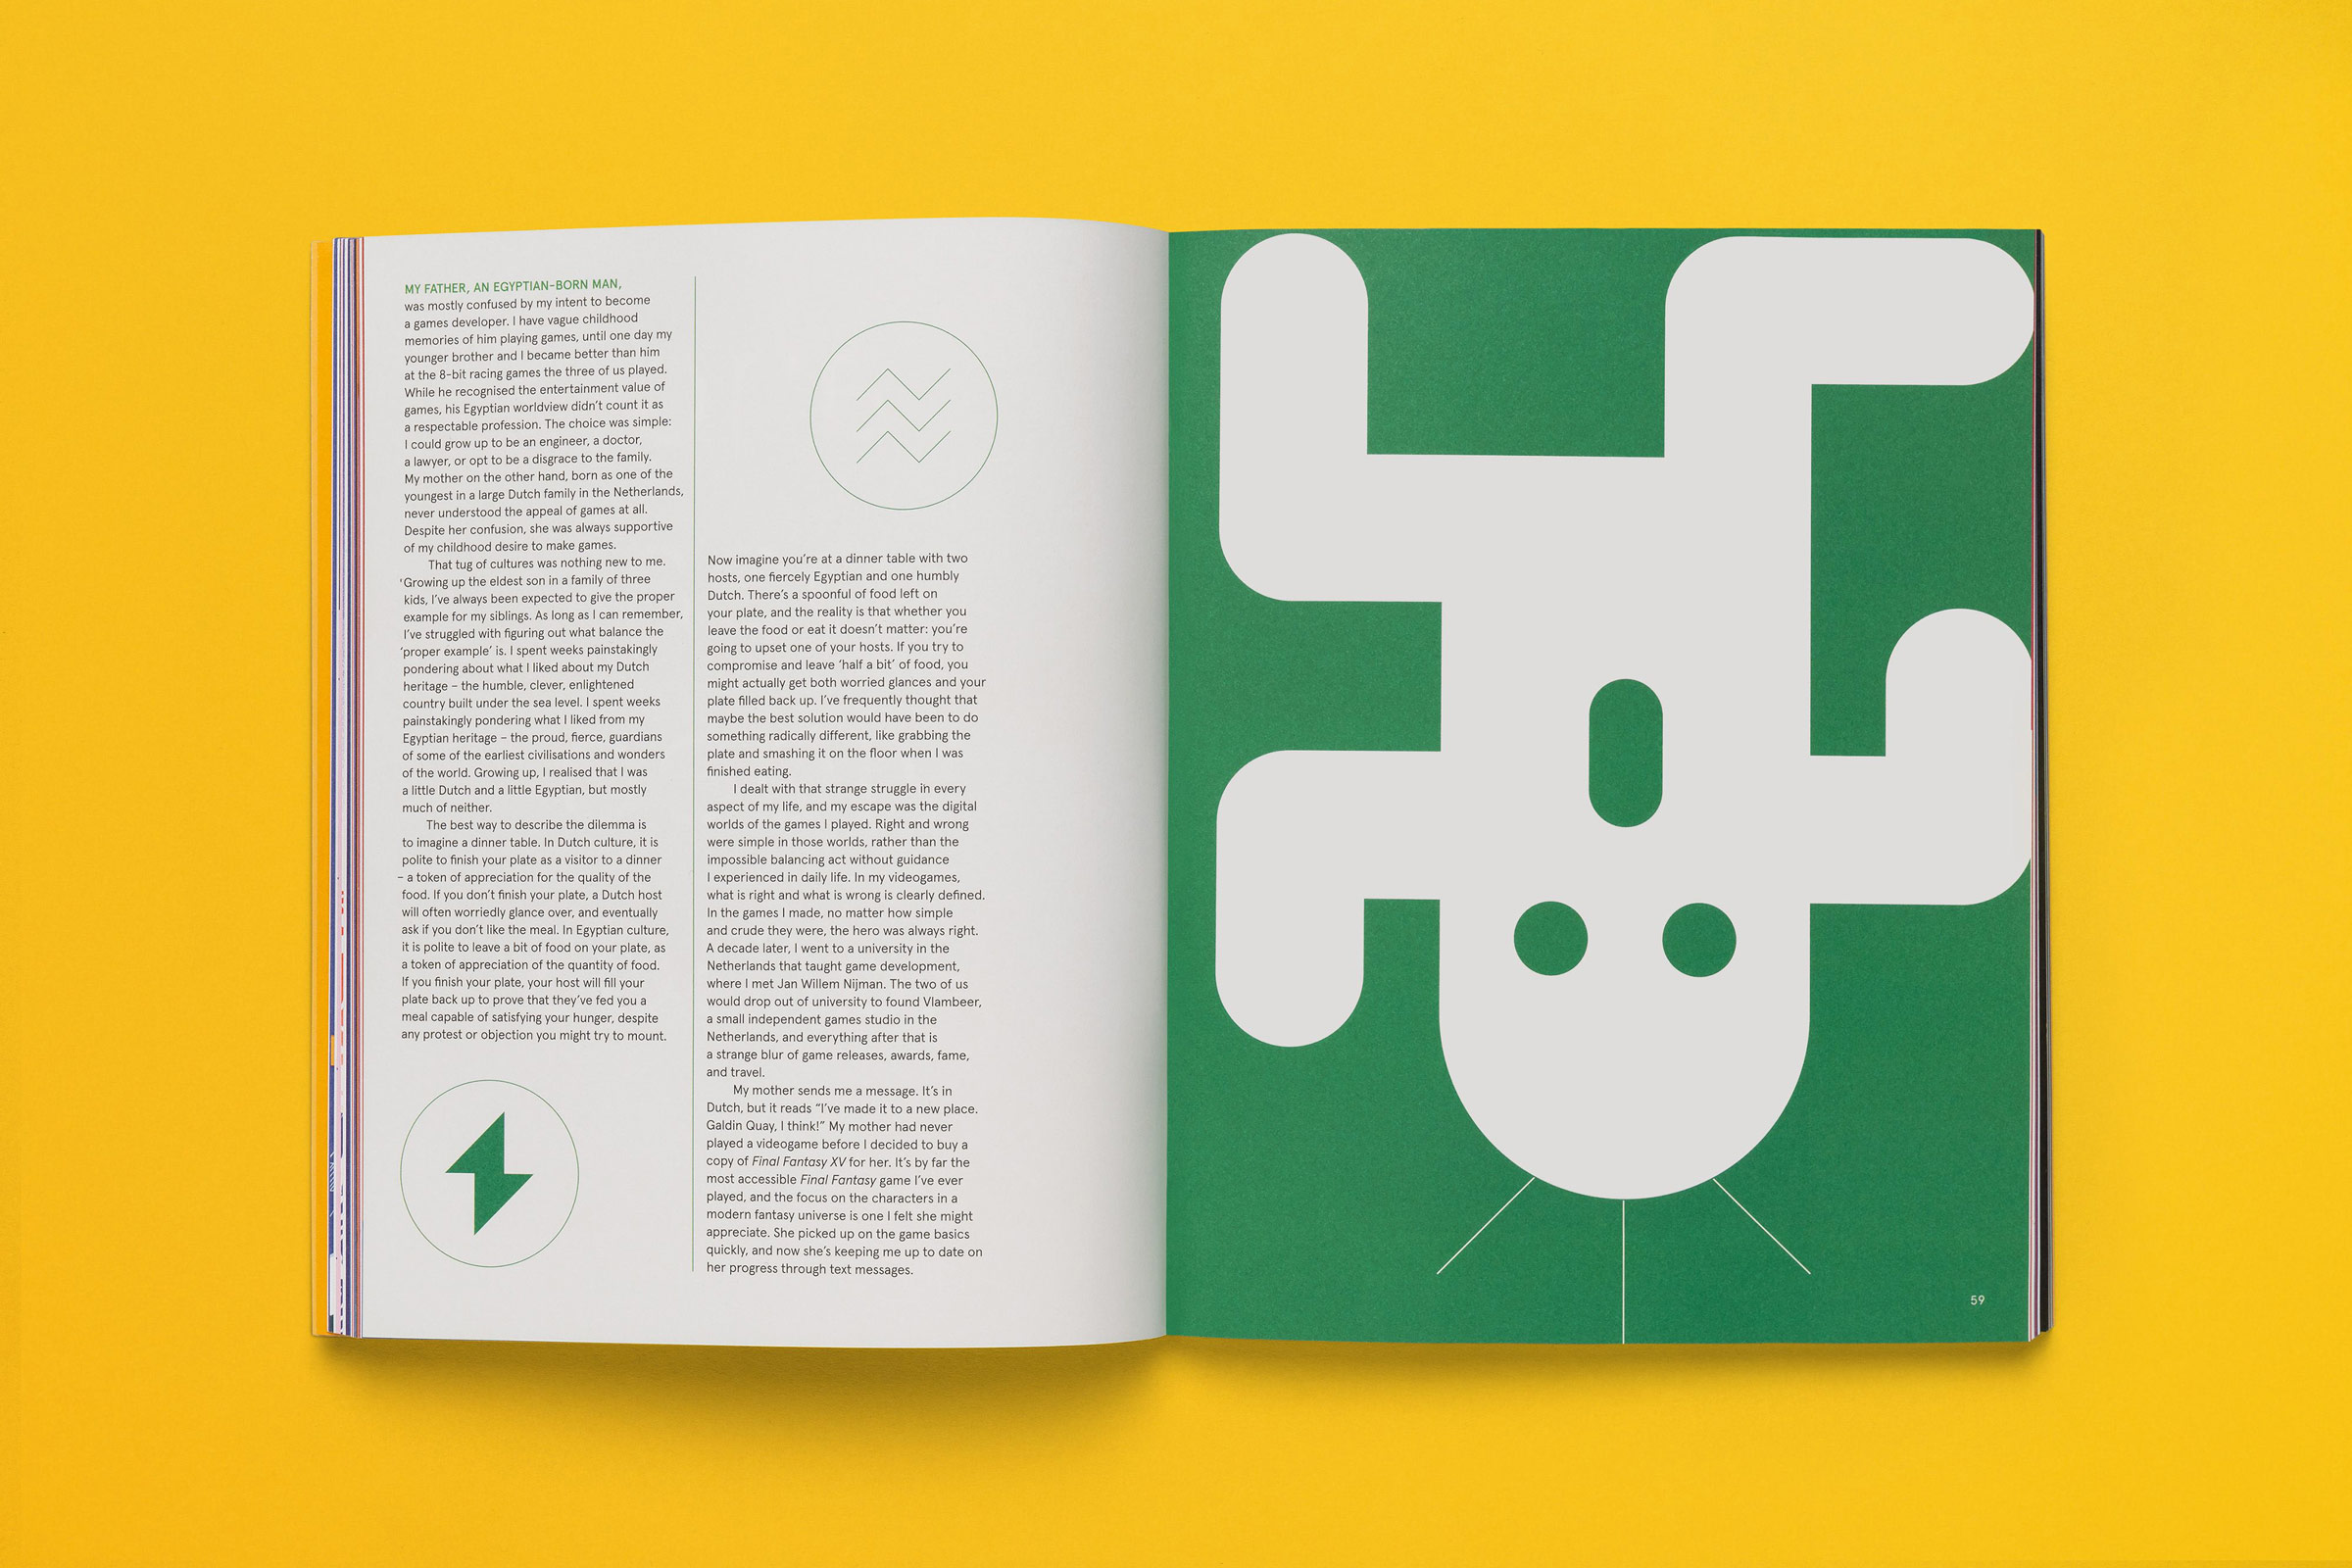 MY FATHER, AN EGYPTIAN-BORN MAN,
was mostly confused by my intent to become
a games developer. I have vague childhood
memories of him playing games, until one day my
younger brother and I became better than him
at the 8-bit racing games the three of us played.
While he recognised the entertainment value of
games, his Egyptian worldview didn’t count it as
a respectable profession. The choice was simple:
I could grow up to be an engineer, a doctor,
a lawyer, or opt to be a disgrace to the family.
My mother on the other hand, born as one of the
youngest in a large Dutch family in the Netherlands,
never understood the appeal of games at all.
Despite her confusion, she was always supportive
of my childhood desire to make games.
That tug of cultures was nothing new to me.
‘Growing up the eldest son in a family of three
kids, I’ve always been expected to give the proper
example for my siblings. As long as I can remember,
I’ve struggled with figuring out what balance the
‘proper example’ is. I spent weeks painstakingly
pondering about what I liked about my Dutch
heritage – the humble, clever, enlightened
country built under the sea level. I spent weeks
painstakingly pondering what I liked from my
Egyptian heritage – the proud, fierce, guardians
of some of the earliest civilisations and wonders
of the world. Growing up, I realised that I was
a little Dutch and a little Egyptian, but mostly
much of neither.
The best way to describe the dilemma is
to imagine a dinner table. In Dutch culture, it is
polite to finish your plate as a visitor to a dinner
– a token of appreciation for the quality of the
food. If you don’t finish your plate, a Dutch host
will often worriedly glance over, and eventually
ask if you don’t like the meal. In Egyptian culture,
it is polite to leave a bit of food on your plate, as
a token of appreciation of the quantity of food.
If you finish your plate, your host will fill your
plate back up to prove that they’ve fed you a
meal capable of satisfying your hunger, despite
any protest or objection you might try to mount.
Now imagine you’re at a dinner table with two
hosts, one fiercely Egyptian and one humbly
Dutch. There’s a spoonful of food left on
your plate, and the reality is that whether you
leave the food or eat it doesn’t matter: you’re
going to upset one of your hosts. If you try to
compromise and leave ‘half a bit’ of food, you
might actually get both worried glances and your
plate filled back up. I’ve frequently thought that
maybe the best solution would have been to do
something radically different, like grabbing the
plate and smashing it on the floor when I was
finished eating.
I dealt with that strange struggle in every
aspect of my life, and my escape was the digital
worlds of the games I played. Right and wrong
were simple in those worlds, rather than the
impossible balancing act without guidance
I experienced in daily life. In my videogames,
what is right and what is wrong is clearly defined.
In the games I made, no matter how simple
and crude they were, the hero was always right.
A decade later, I went to a university in the
Netherlands that taught game development,
where I met Jan Willem Nijman. The two of us
would drop out of university to found Vlambeer,
a small independent games studio in the
Netherlands, and everything after that is
a strange blur of game releases, awards, fame,
and travel.
My mother sends me a message. It’s in
Dutch, but it reads “I’ve made it to a new place.
Galdin Quay, I think!” My mother had never
played a videogame before I decided to buy a
copy of Final Fantasy XV for her. It’s by far the
most accessible Final Fantasy game I’ve ever
played, and the focus on the characters in a
modern fantasy universe is one I felt she might
appreciate. She picked up on the game basics
quickly, and now she’s keeping me up to date on
her progress through text messages.
59